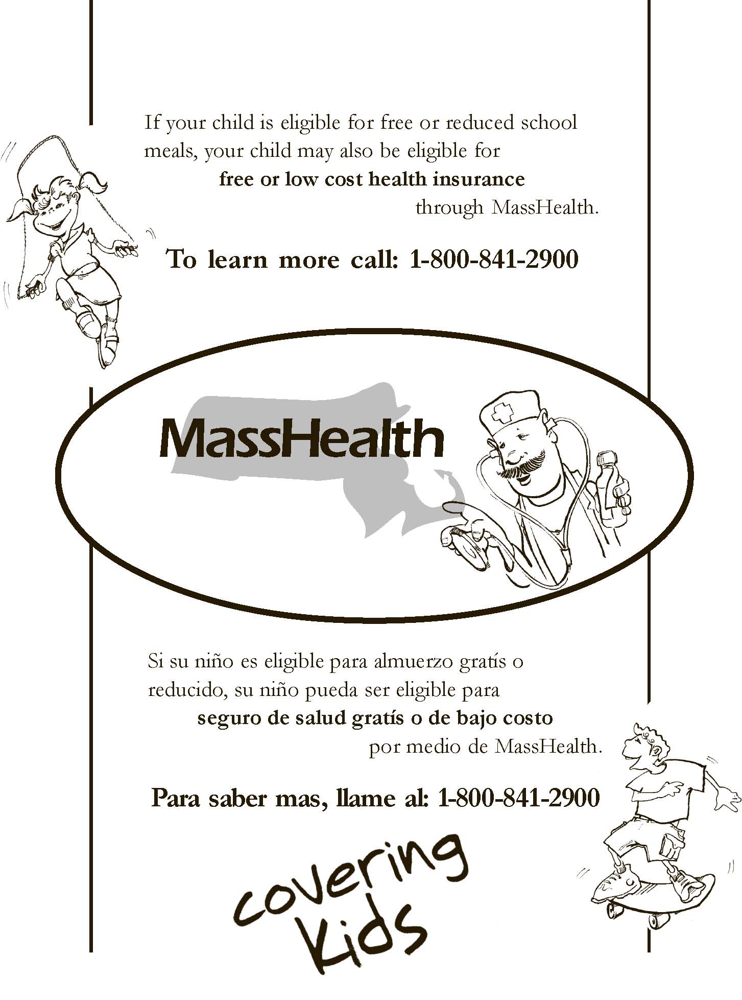 If your child is eligible for free or reduced school
meals, your child may also be eligible for
free or low cost health insurance
through MassHealth.
To learn more call: 1-800-841-2900
MassHealth
Si su niño es eligible para almuerzo gratís o
reducido, su niño pueda ser eligible para
seguro de salud gratís o de bajo costo
por medio de MassHealth.
Para saber mas, llame al: 1-800-841-2900
covering
kids